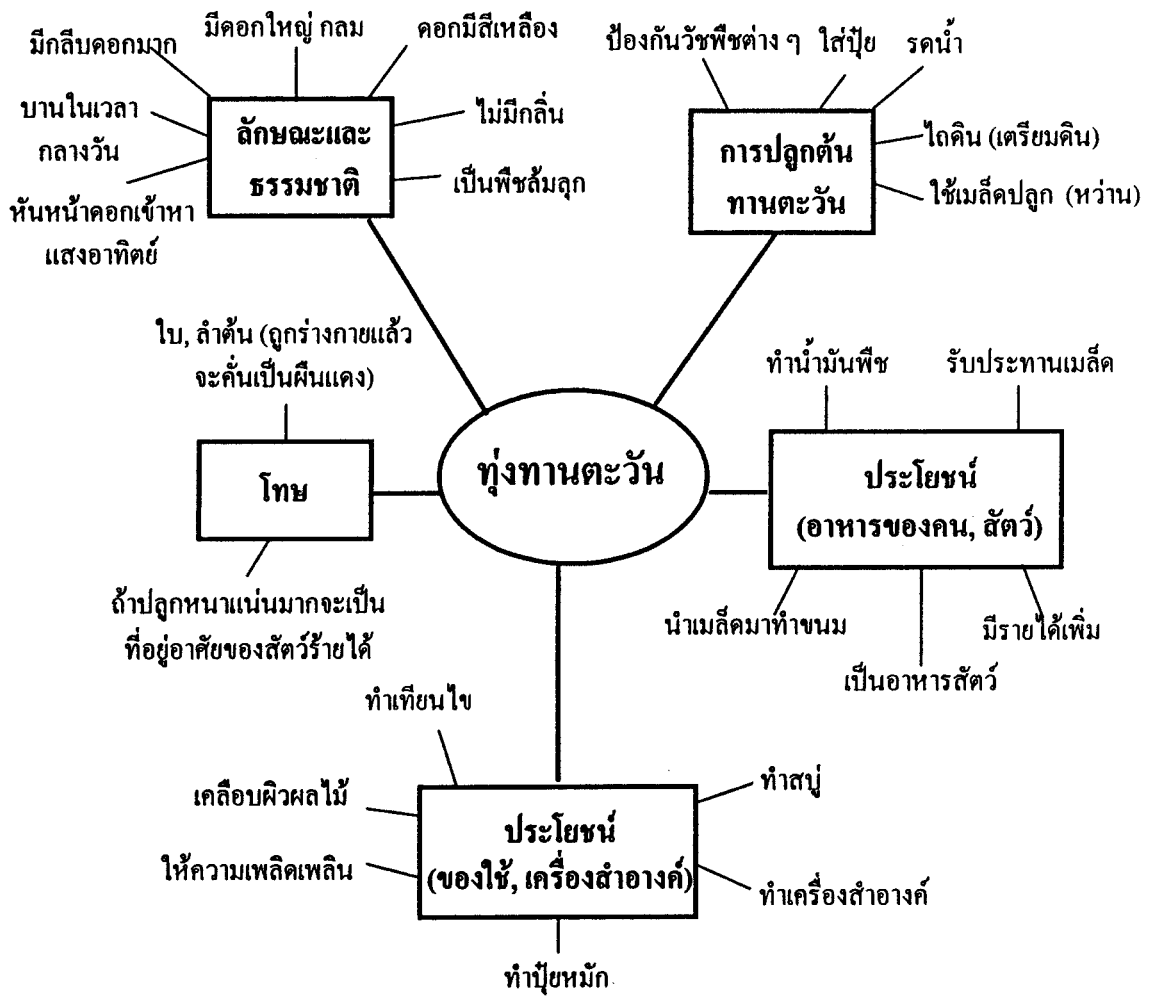 มีกลีบดอกมาก
มีดอกใหญ่ กลม
ดอกมีสีเหลือง
บานในเวลา
กลางวัน
ลักษณะและ
ธรรมชาติ
ไม่มีกลิ่น
เป็นพืชล้มลุก
หันหน้าดอกเข้าหา
แสงอาทิตย์
ป้องกันวัชพืชต่าง ๆ
ใส่ปุ๋ย
รดน้ำ
การปลูกต้น
ทานตะวัน
ไถดิน (เตรียมดิน)
ใช้เมล็ดปลูก (หว่าน)
ใบ, ลำต้น (ถูกร่างกายแล้ว
จะคั่นเป็นผืนแดง)
โทษ
ถ้าปลูกหนาแน่นมากจะเป็น
ที่อยู่อาศัยของสัตว์ร้ายได้
ทุ่งทานตะวัน
ทำน้ำมันพืช
รับประทานเมล็ด
ประโยชน์
(อาหารของคน, สัตว์)
นำเมล็ดมาทำขนม
มีรายได้เพิ่ม
เป็นอาหารสัตว์
ทำเทียนไข
เคลือบผิวผลไม้
ให้ความเพลิดเพลิน
ประโยชน์
(ของใช้, เครื่องสำอางค์)
ทำสบู่
ทำเครื่องสำอางค์
ทำปุ๋ยหมัก